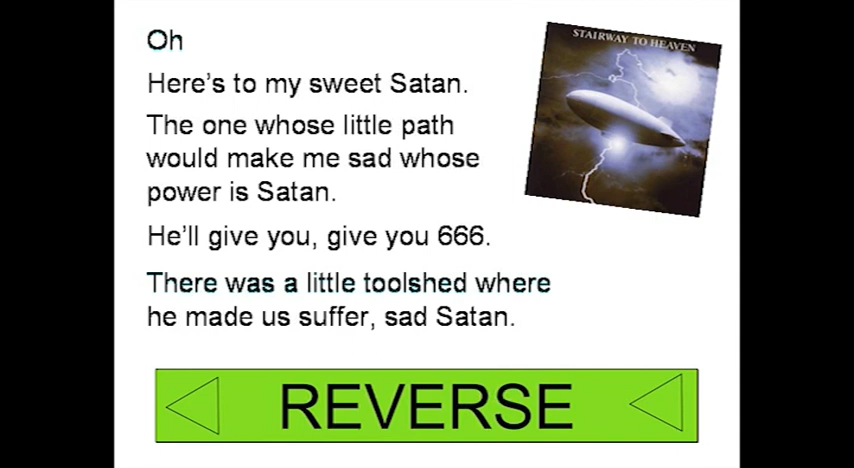 Oh
Here's to my sweet Satan.
The one whose little path
would make me sad whose
power is Satan.
He'll give you, give you 666.
There was a little toolshed where
he made us suffer, sad Satan.
STAIRWAY TO HEAVEN
REVERSE